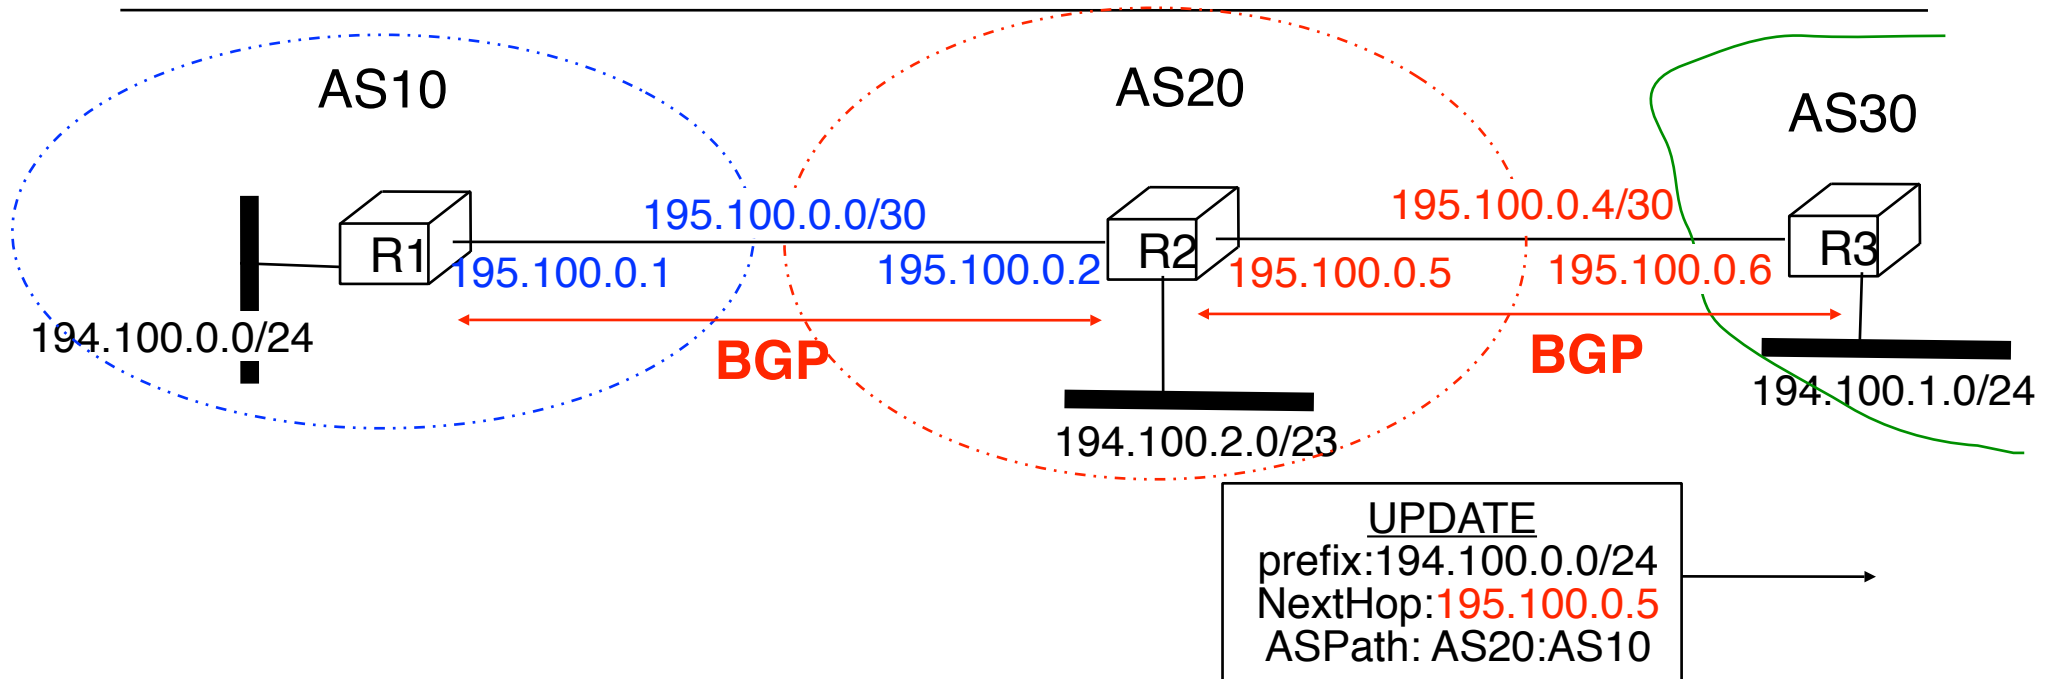 AS10
AS20
AS30
195.100.0.0/30
195.100.0.4/30
R1
R2
R3
195.100.0.1
195.100.0.2
195.100.0.5
195.100.0.6
194.100.0.0/24
BGP
BGP
194.100.1.0/24
194.100.2.0/23
UPDATE
prefix:194.100.0.0/24
NextHop:195.100.0.5
ASPath: AS20:AS10